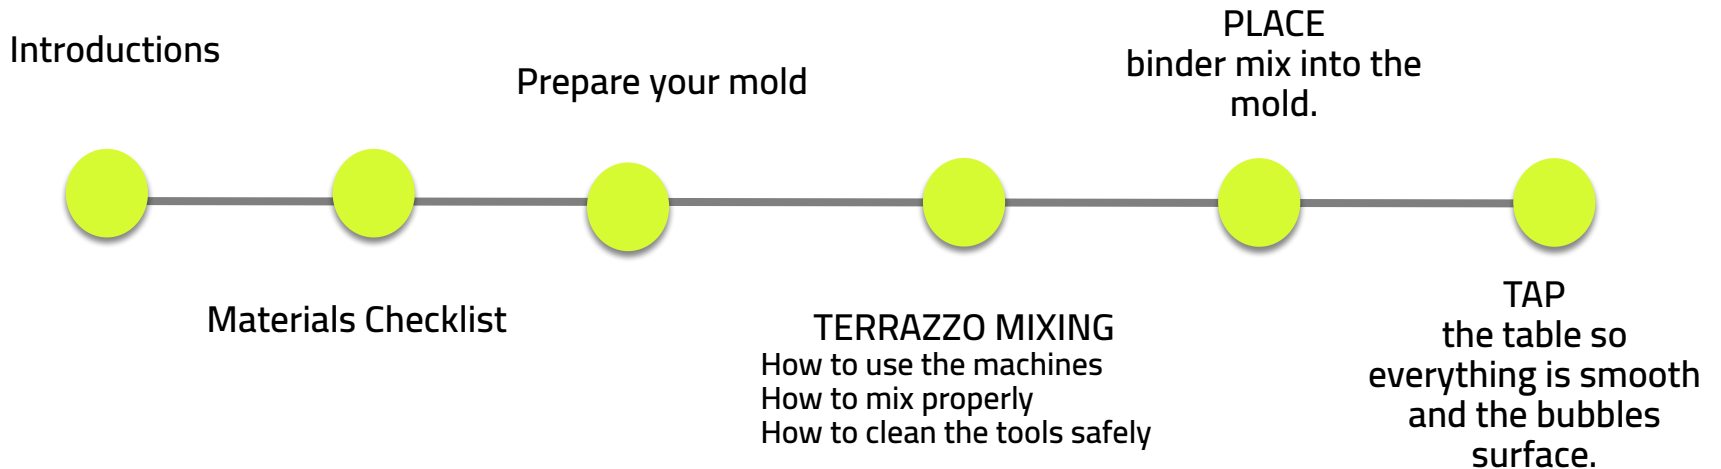 Introductions
Materials Checklist
Prepare your mold
TERRAZZO MIXING
How to use the machines
How to mix properly
How to clean the tools safely
PLACE
binder mix into the
mold.
TAP
the table so
everything is smooth
and the bubbles
surface.